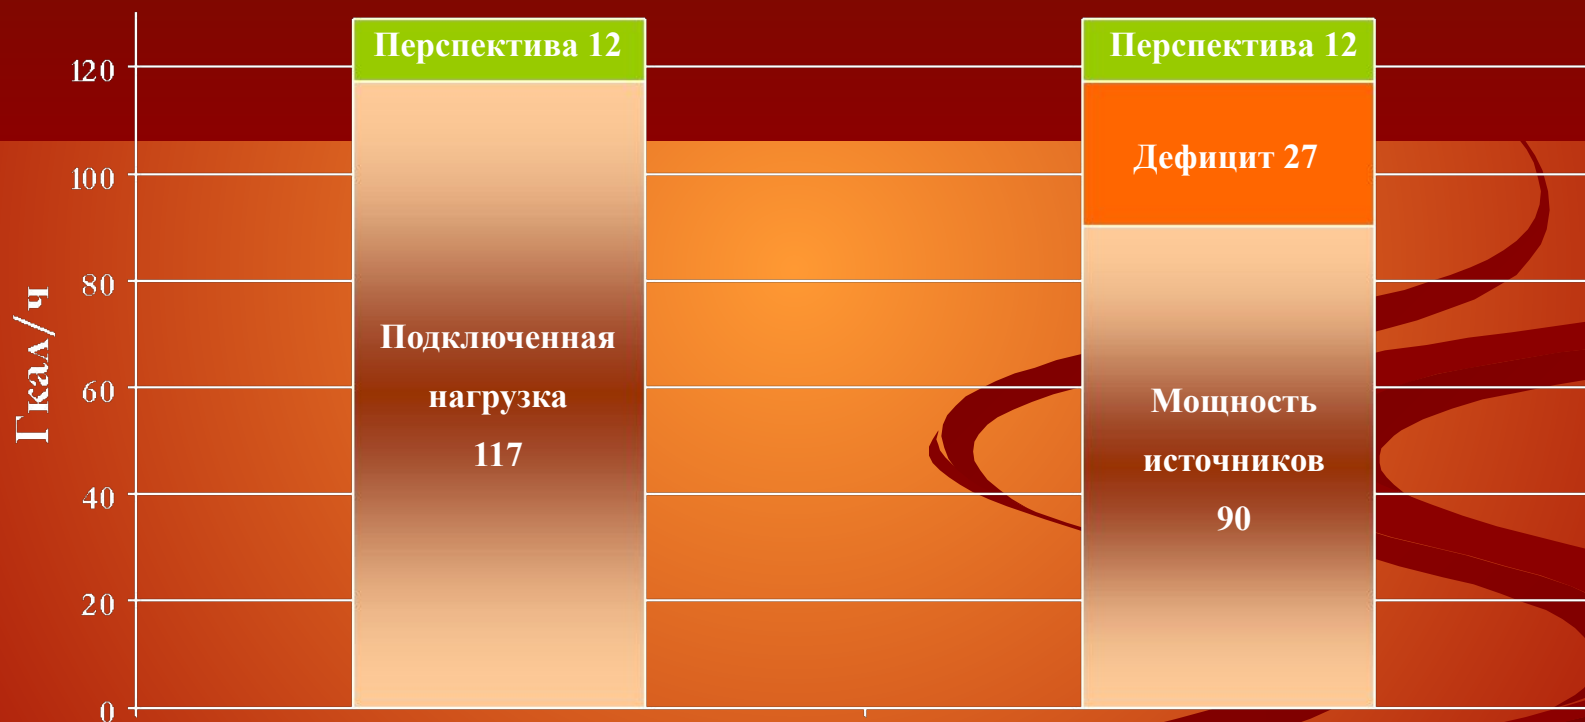 Гкал/ч
120
100
80
60
40
20
0
Перспектива 12
Подключенная
нагрузка
117
Перспектива 12
Дефицит 27
Мощность
источников
90